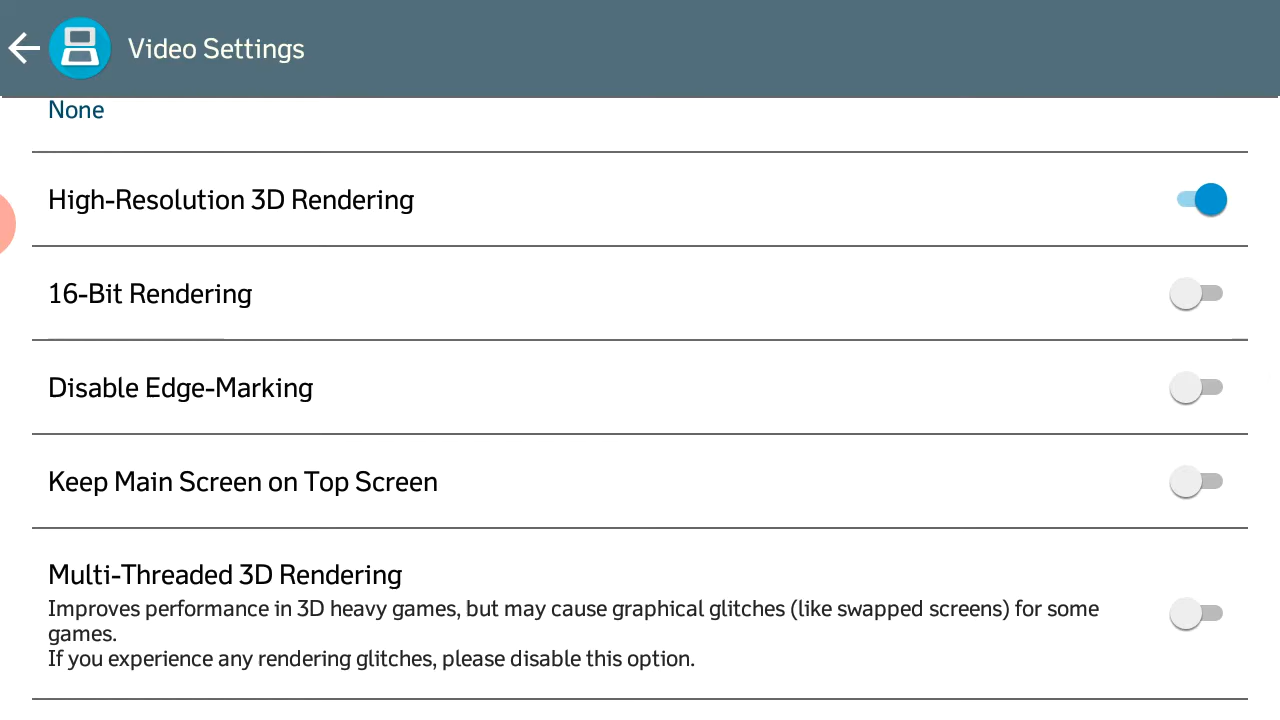 Video Settings
None
High-Resolution 3D Rendering
16-Bit Rendering
Disable Edge-Marking
Keep Main Screen on Top Screen
Multi-Threaded 3D Rendering
Improves performance in 3D heavy games, but may cause graphical glitches (like swapped screens) for some
games.
If you experience any rendering glitches, please disable this option.